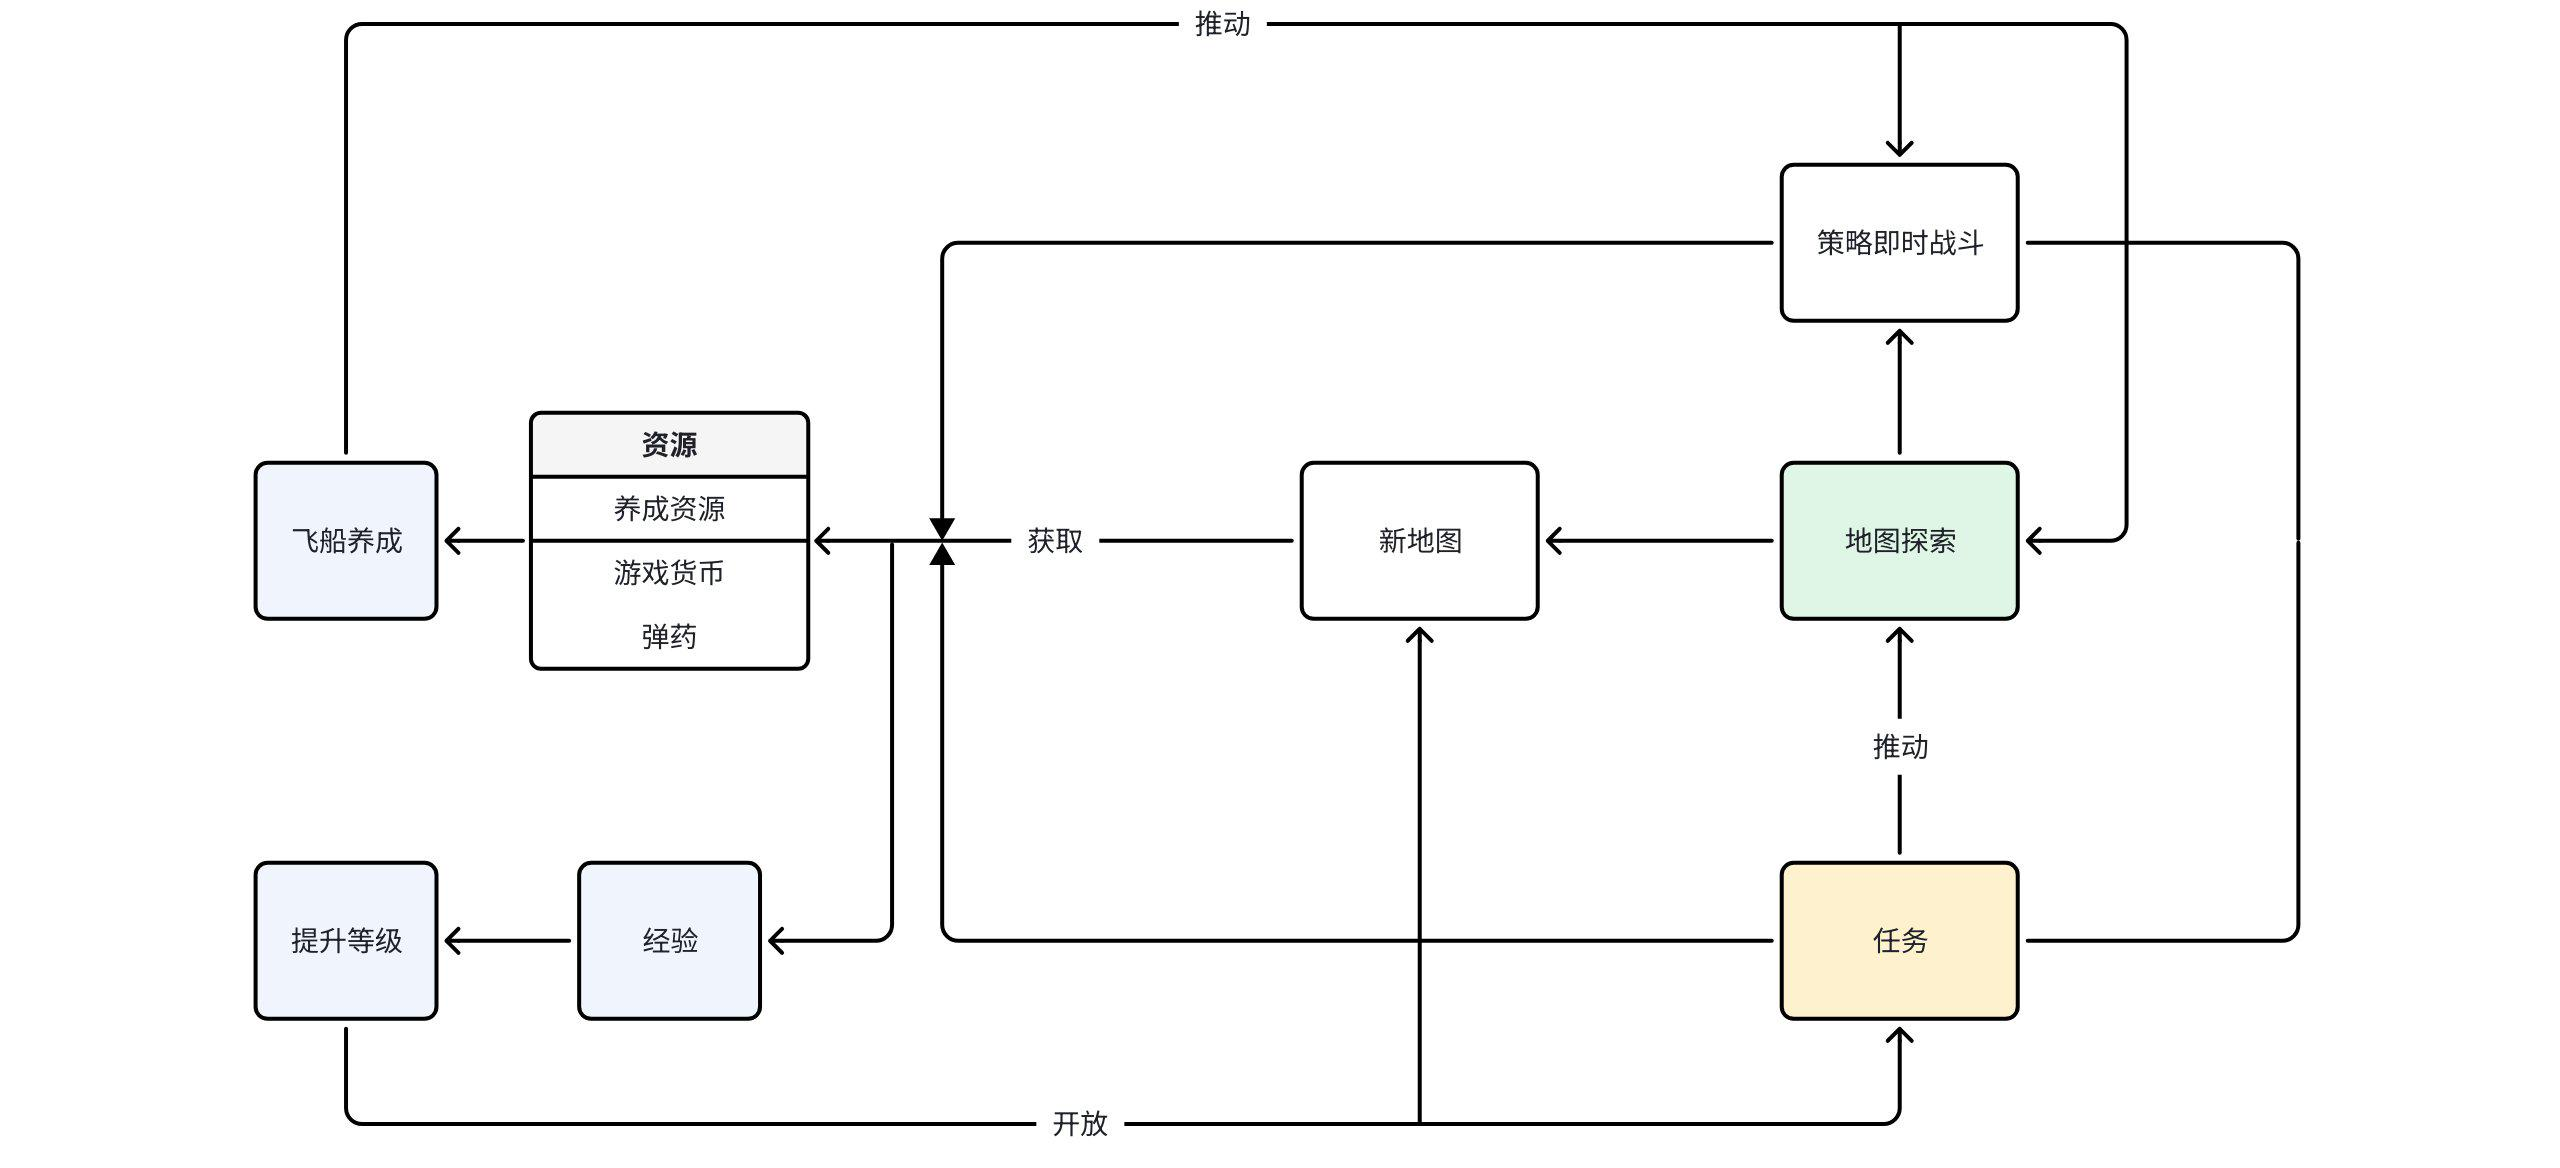 推动
策略即时战斗
资源
养成资源
飞船养成
获取
新地图
地图探索
游戏货币
弹药
推动
提升等级
经验
任务
开放